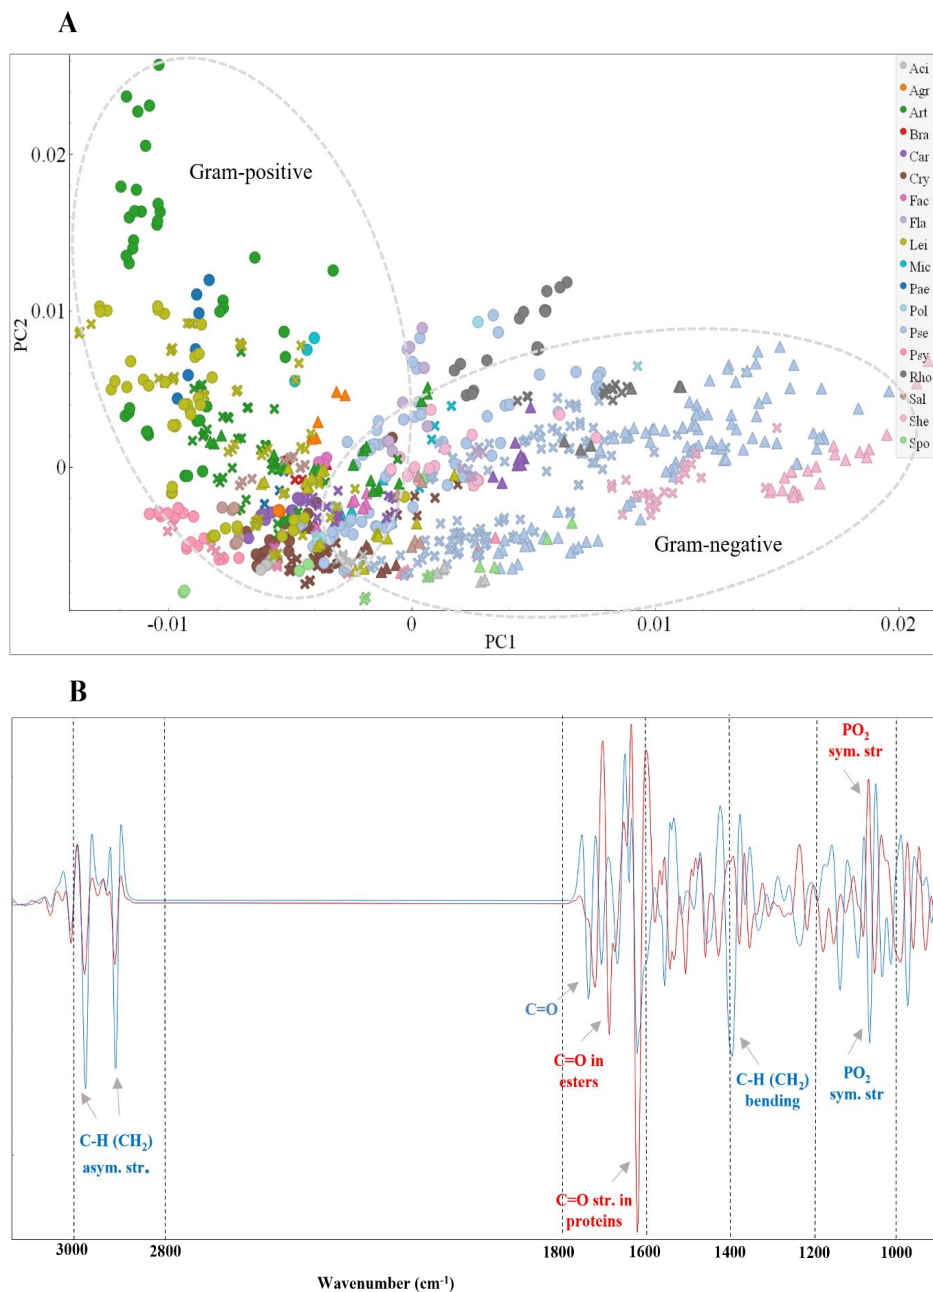 A
Aci
Agr
Art
Bra
Car
Cry
Fac
Fla
Lei
Mic
Pae
Pol
Pse
Psy
Rho
Sal
She
Spo
Gram-positive
Gram-negative
0.02
0.01
0
PC2
-0.01
0
0.01
0.02
PC1
B
PO2
sym. str
C=O
C=O in
esters
C-H (CH2)
bending
PO2
sym. str
C-H (CH2)
asym. str.
C=O str. in
proteins
3000
2800
1800
1600
1400
1200
1000
Wavenumber (cm-1)